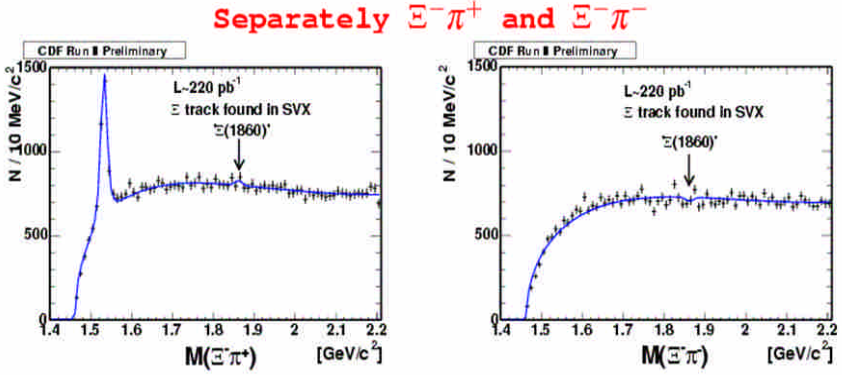 Separately Ξ⁻π⁺ and Ξ⁻π⁻
CDF Run II Preliminary
N / 10 MeV/c²
1500
1000
500
0
L~220 pb⁻¹
Ξ track found in SVX
"Ξ(1860)"
1.4 1.5 1.6 1.7 1.8 1.9 2 2.1 2.2
M(Ξ⁻π⁺) [GeV/c²]
CDF Run II Preliminary
N / 10 MeV/c²
1500
1000
500
0
L~220 pb⁻¹
Ξ track found in SVX
"Ξ(1860)"
1.4 1.5 1.6 1.7 1.8 1.9 2 2.1 2.2
M(Ξ⁻π⁻) [GeV/c²]